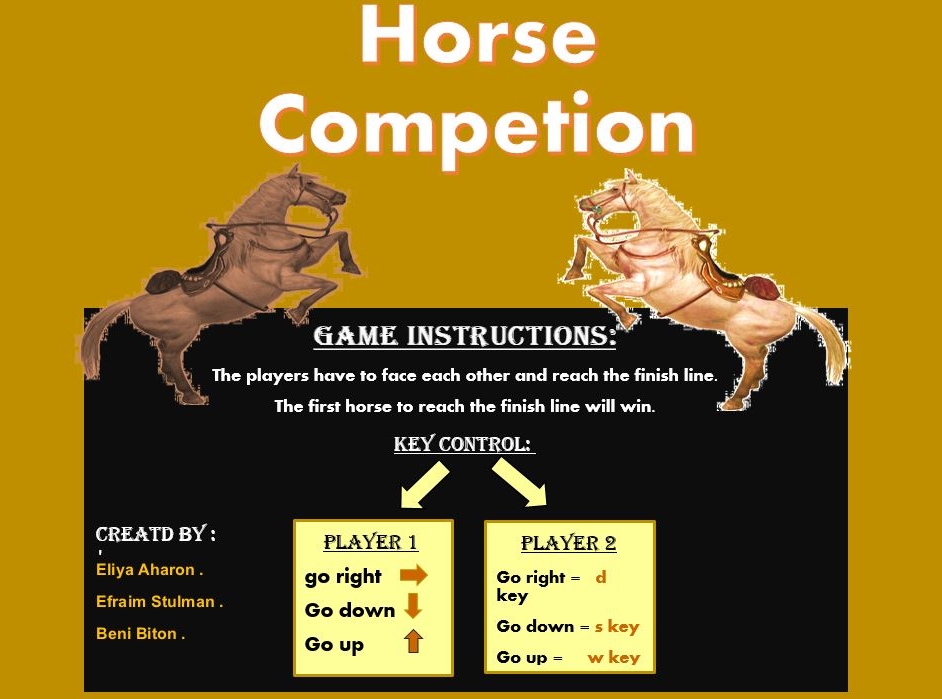 Horse
Competion
GAME INSTRUCTIONS:
The players have to face each other and reach the finish line.
The first horse to reach the finish line will win.
KEY CONTROL:
CREATD BY :
'
Eliya Aharon .
Efraim Stulman .
Beni Biton .
PLAYER 1
go right
Go down
Go up
PLAYER 2
Go right = d
key
Go down = s key
Go up = w key